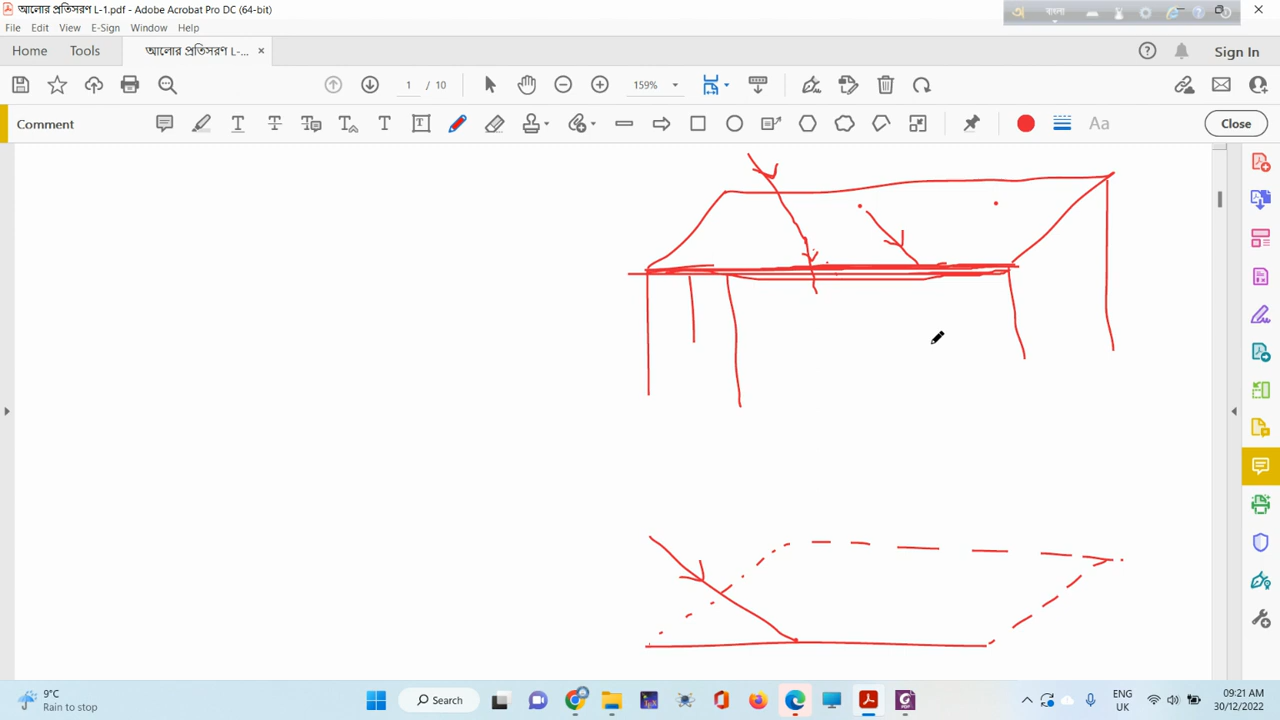 আলোর প্রতিসরণ L-1.pdf - Adobe Acrobat Pro DC (64-bit)
বাংলা
File Edit View E-Sign Window Help
Home Tools আলোর প্রতিসরণ L-... × Sign In
1 / 10 159%
Comment Aa Close
9°C
Rain to stop
Search
ENG
UK
09:21 AM
30/12/2022